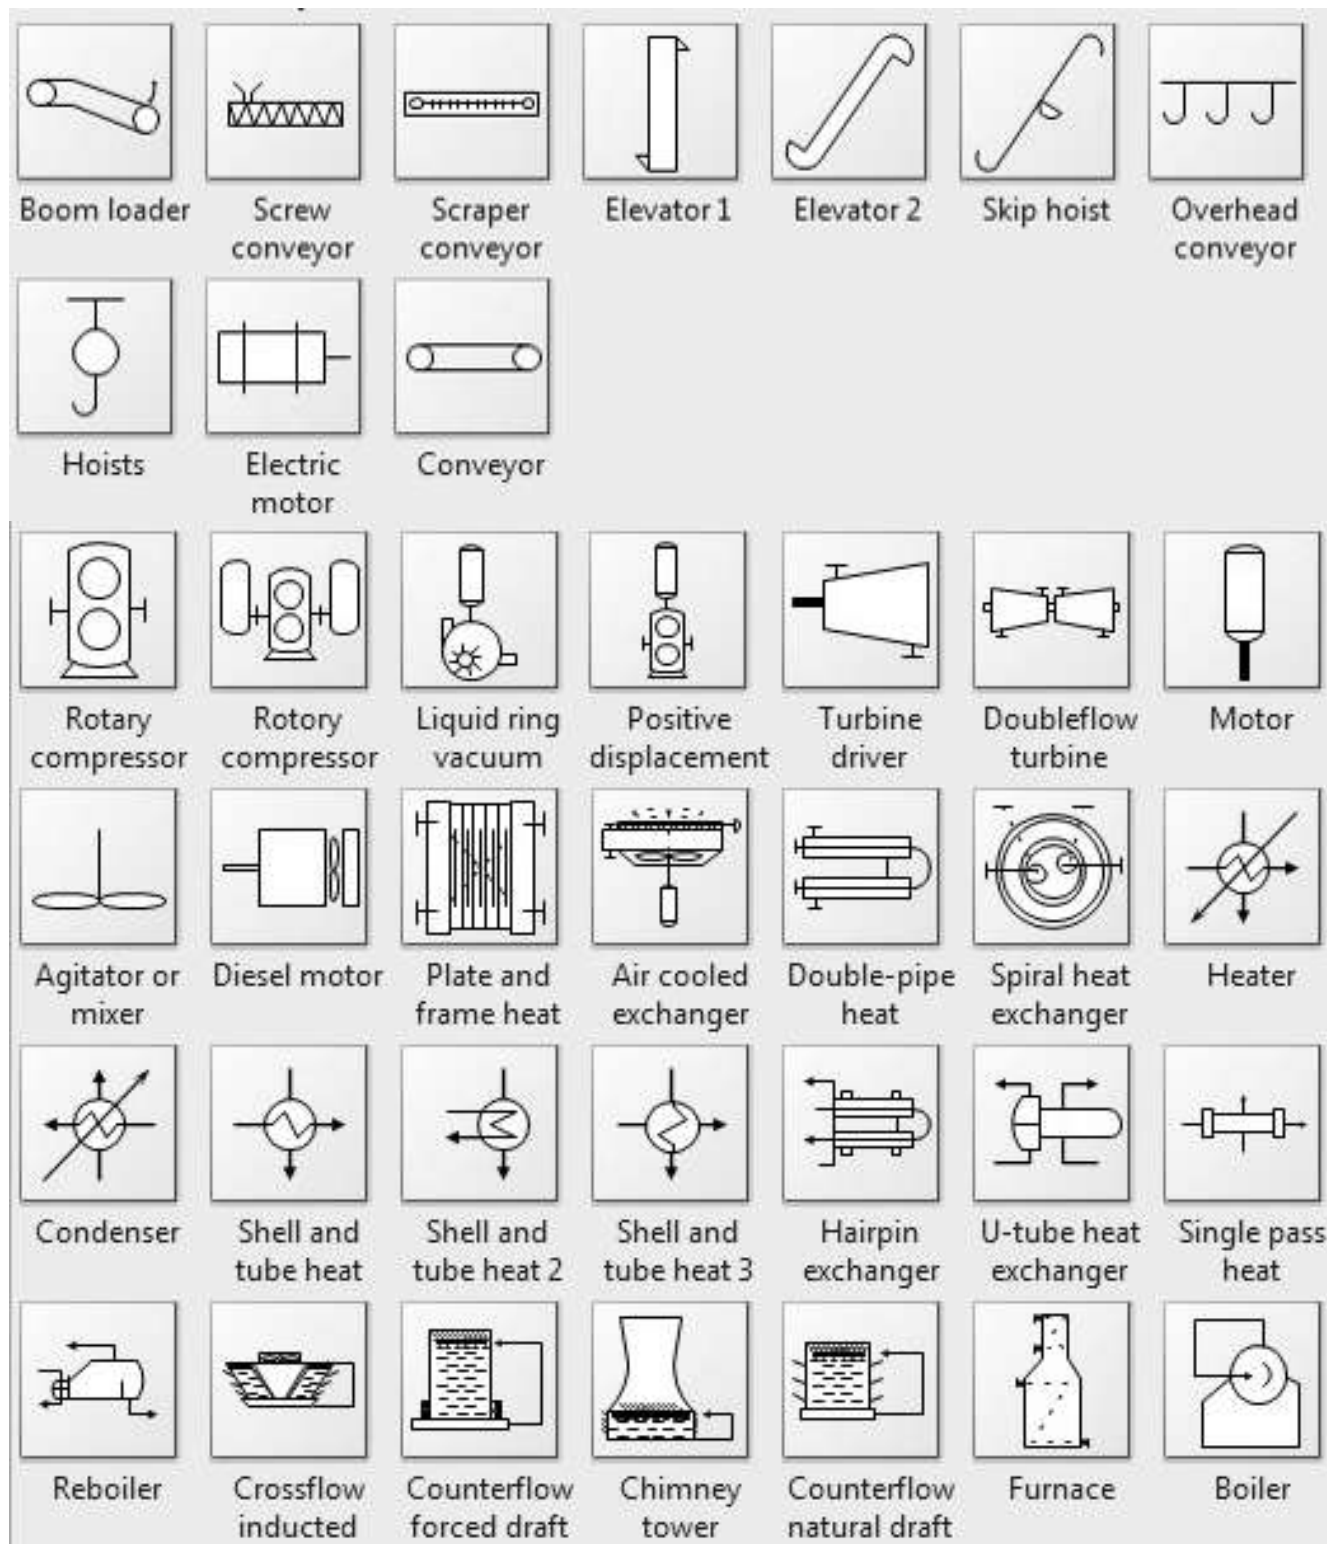 Boom loader
Screw
conveyor
Scraper
conveyor
Elevator 1
Elevator 2
Skip hoist
Overhead
conveyor
Hoists
Electric
motor
Conveyor
Rotary
compressor
Rotory
compressor
Liquid ring
vacuum
Positive
displacement
Turbine
driver
Doubleflow
turbine
Motor
Agitator or
mixer
Diesel motor
Plate and
frame heat
Air cooled
exchanger
Double-pipe
heat
Spiral heat
exchanger
Heater
Condenser
Shell and
tube heat
Shell and
tube heat 2
Shell and
tube heat 3
Hairpin
exchanger
U-tube heat
exchanger
Single pass
heat
Reboiler
Crossflow
inducted
Counterflow
forced draft
Chimney
tower
Counterflow
natural draft
Furnace
Boiler